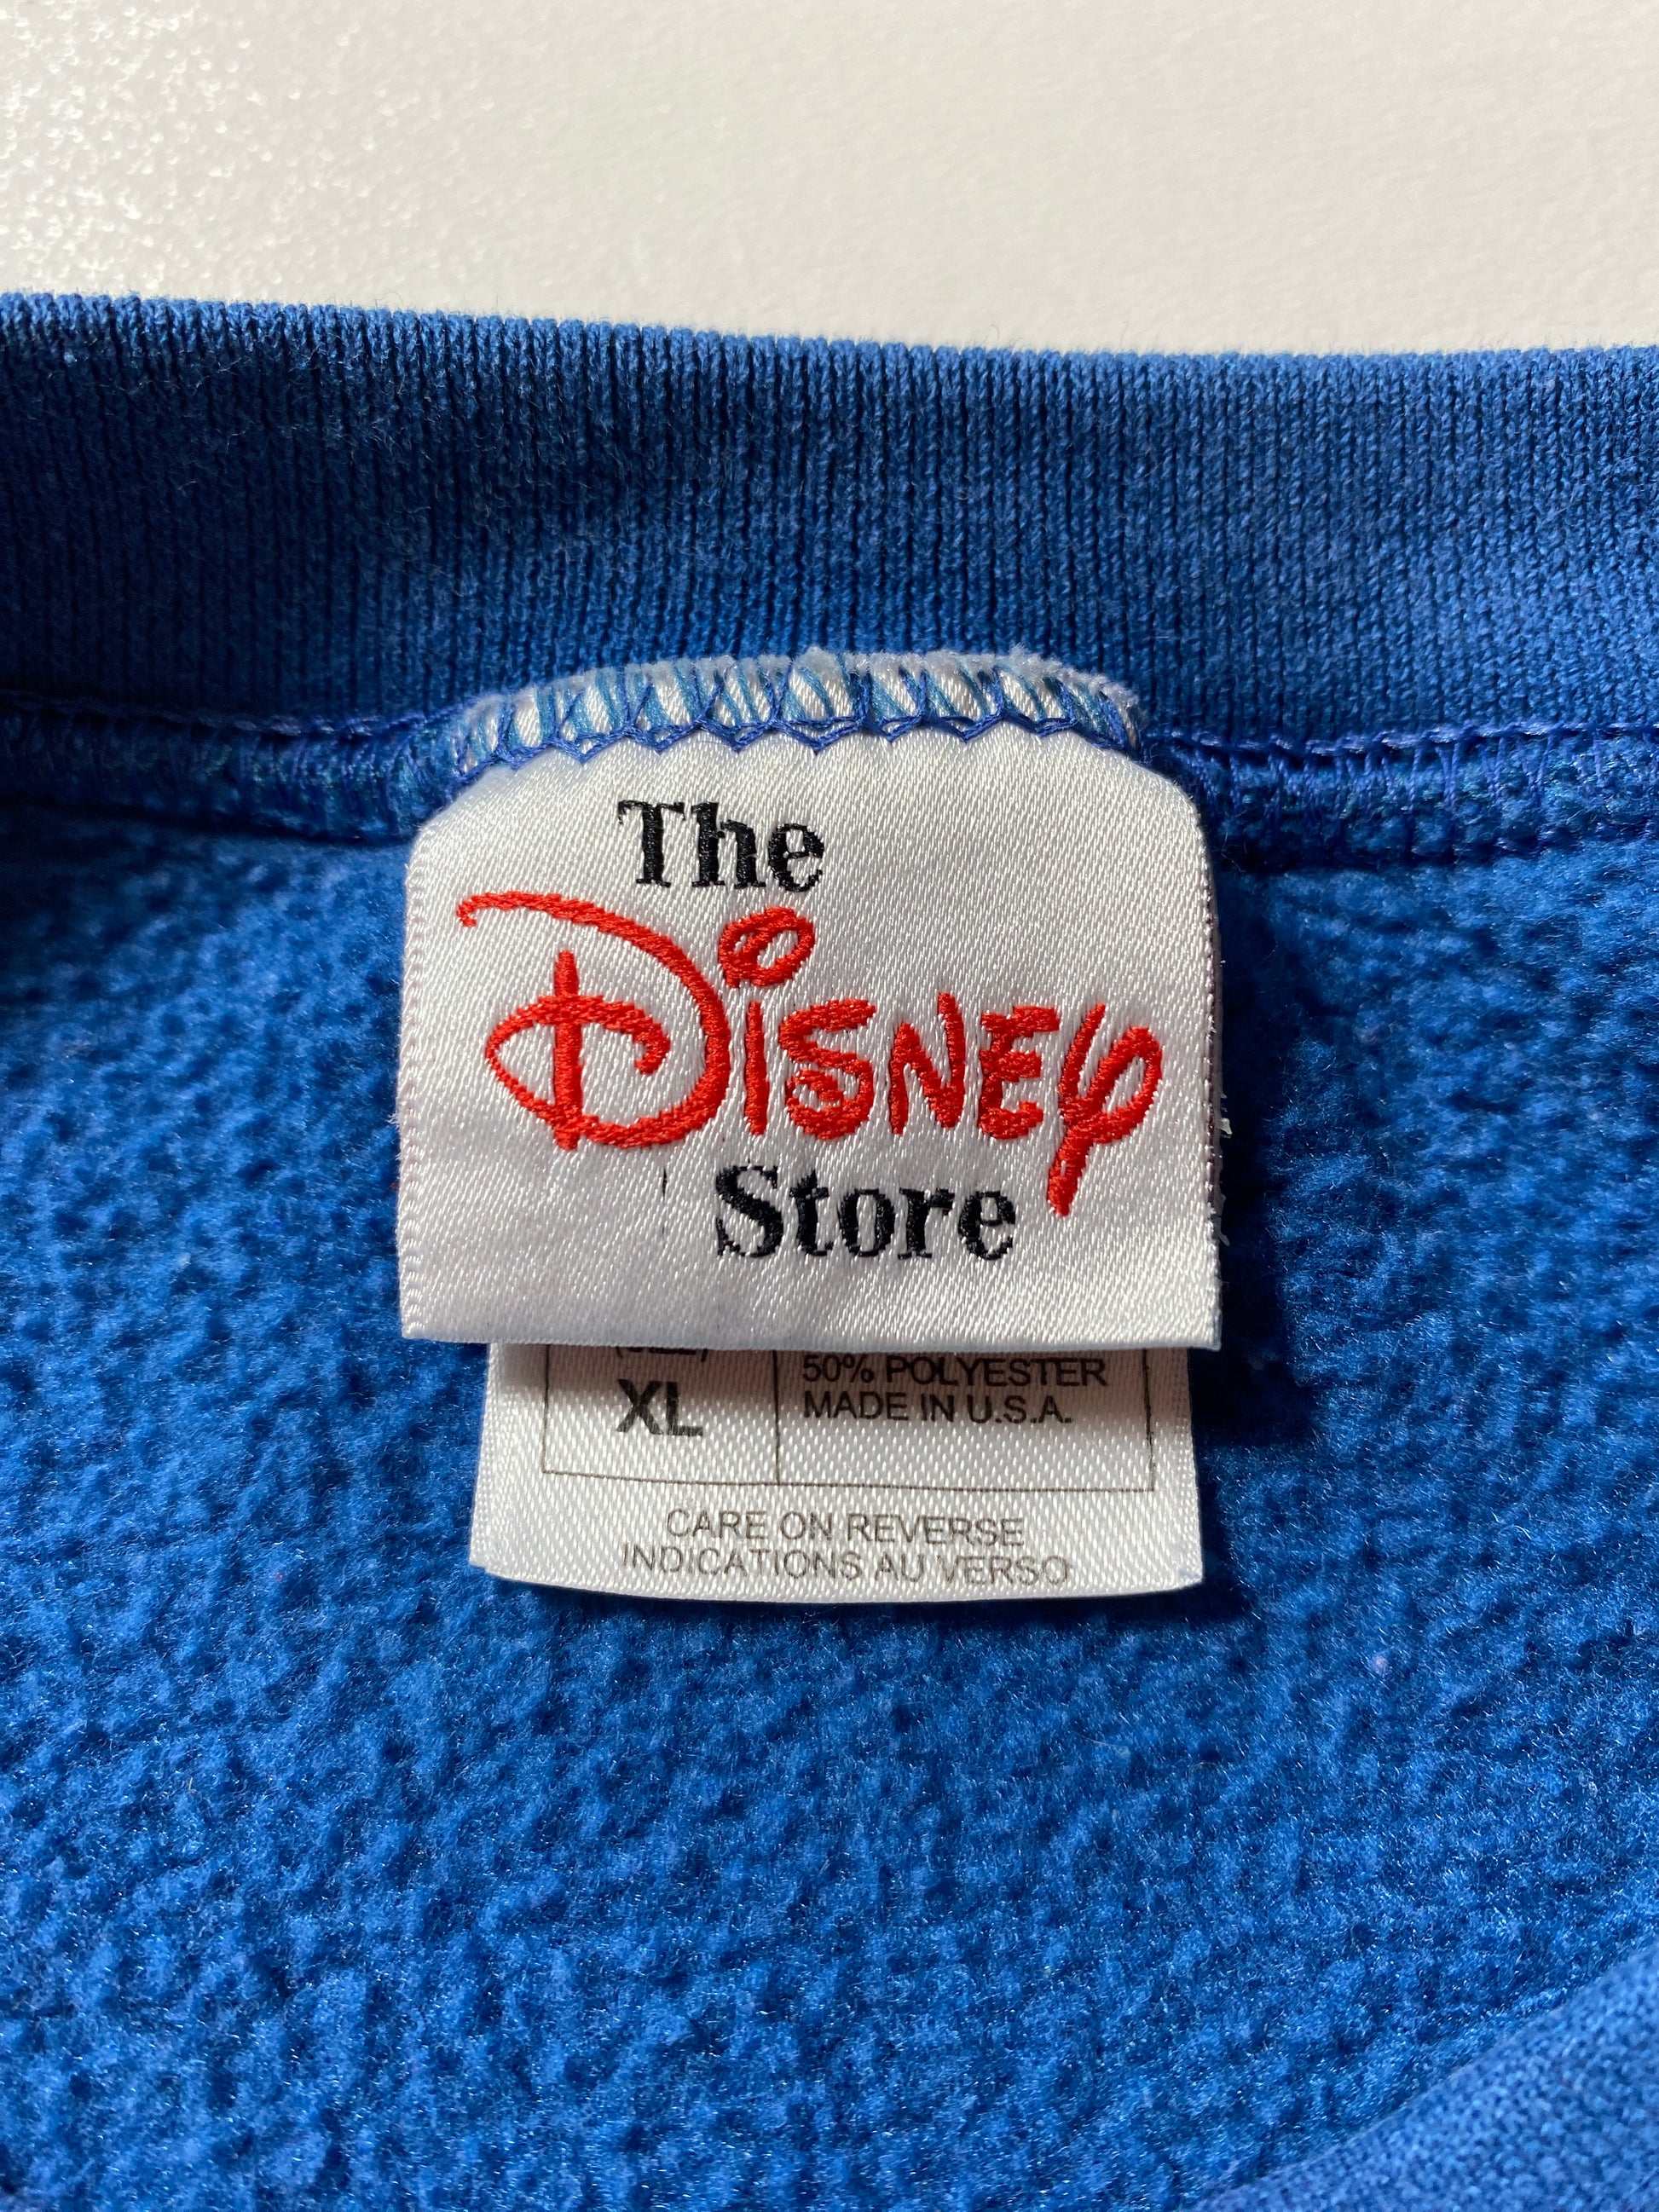 The
Disney
Store
XL
50% POLYESTER
MADE IN U.S.A.
CARE ON REVERSE
INDICATIONS AU VERSO